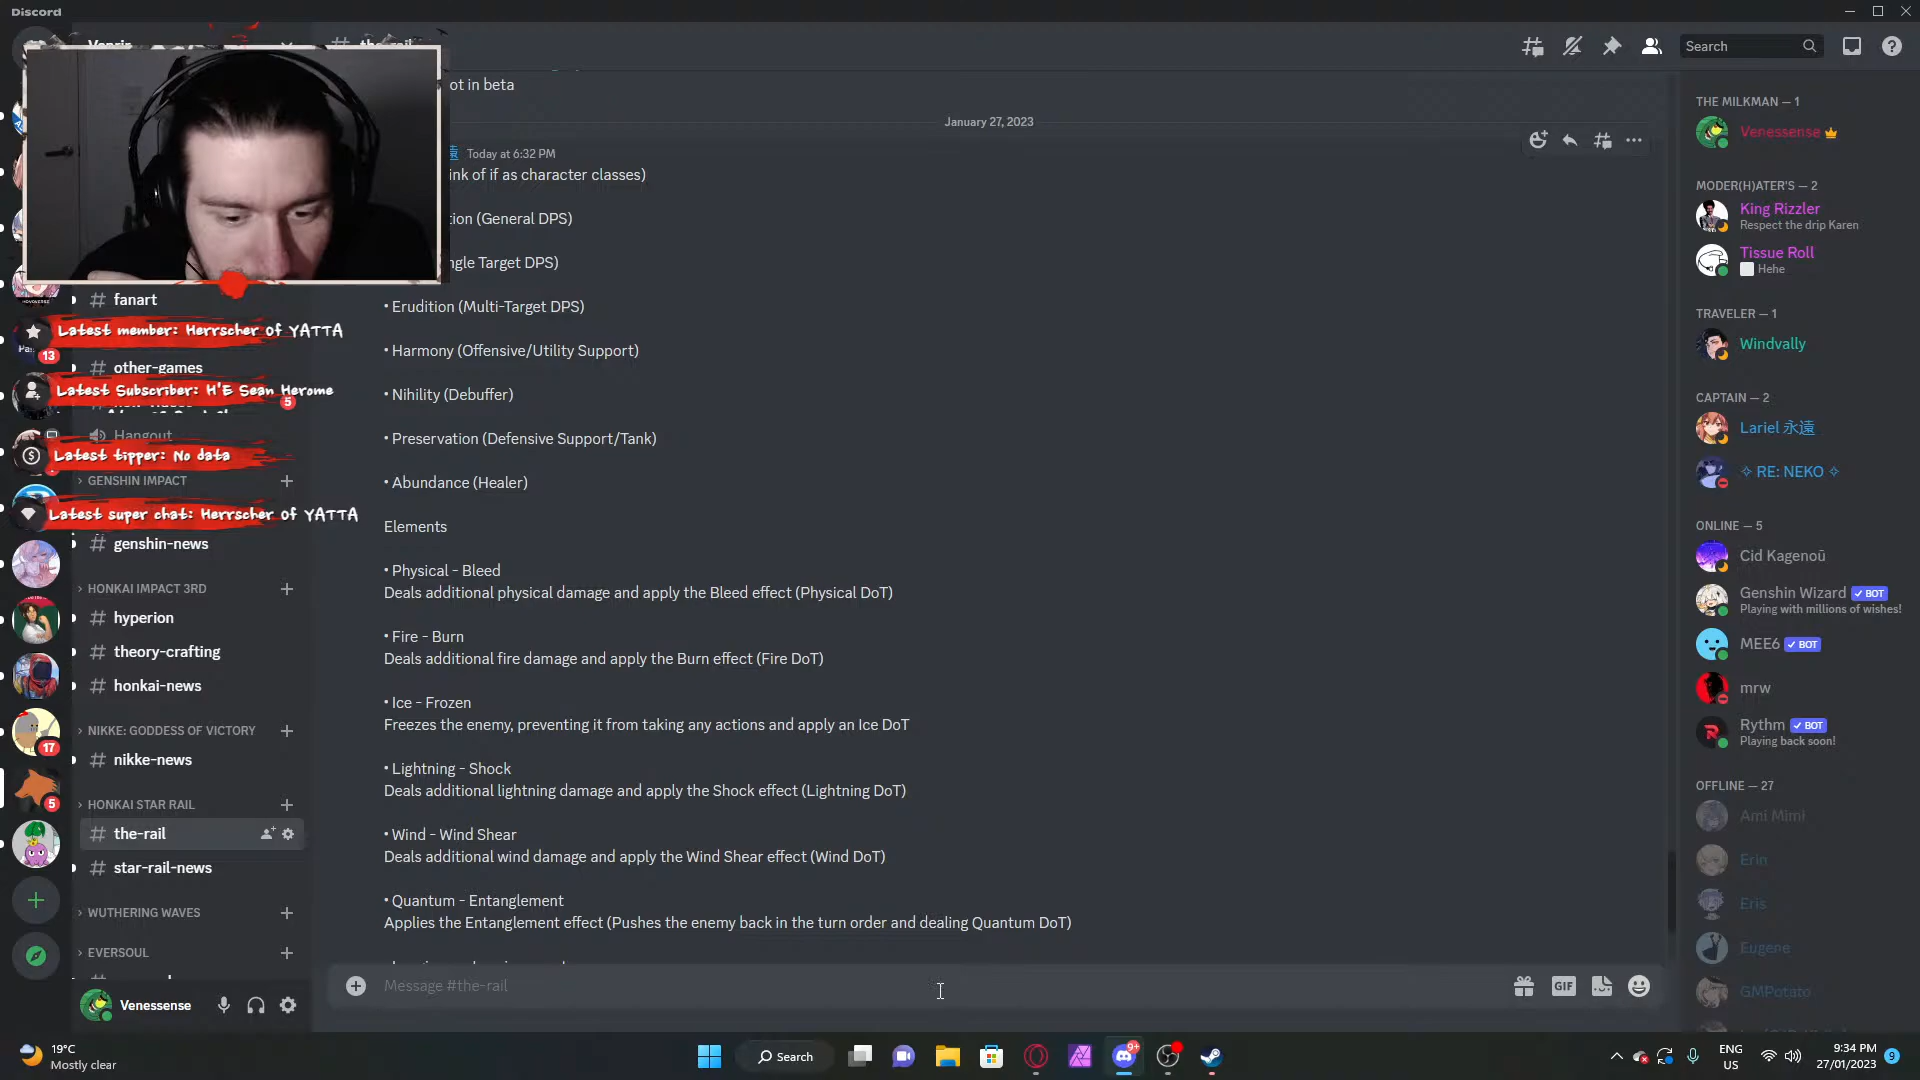 Discord
Search
ot in beta
January 27, 2023
Today at 6:32 PM
ink of if as character classes)
tion (General DPS)
ngle Target DPS)
• Erudition (Multi-Target DPS)
• Harmony (Offensive/Utility Support)
• Nihility (Debuffer)
• Preservation (Defensive Support/Tank)
• Abundance (Healer)
Elements
• Physical - Bleed
Deals additional physical damage and apply the Bleed effect (Physical DoT)
• Fire - Burn
Deals additional fire damage and apply the Burn effect (Fire DoT)
• Ice - Frozen
Freezes the enemy, preventing it from taking any actions and apply an Ice DoT
• Lightning - Shock
Deals additional lightning damage and apply the Shock effect (Lightning DoT)
• Wind - Wind Shear
Deals additional wind damage and apply the Wind Shear effect (Wind DoT)
• Quantum - Entanglement
Applies the Entanglement effect (Pushes the enemy back in the turn order and dealing Quantum DoT)
Message #the-rail
GIF
fanart
Latest member: Herrscher of YATTA
13
other-games
Latest Subscriber: H'E Sean Herome
5
Hangout
Latest tipper: No data
GENSHIN IMPACT
Latest super chat: Herrscher of YATTA
genshin-news
HONKAI IMPACT 3RD
hyperion
theory-crafting
honkai-news
NIKKE: GODDESS OF VICTORY
17
nikke-news
HONKAI STAR RAIL
5
the-rail
star-rail-news
WUTHERING WAVES
EVERSOUL
Venessense
THE MILKMAN — 1
Venessense
MODER(H)ATER'S — 2
King Rizzler
Respect the drip Karen
Tissue Roll
Hehe
TRAVELER — 1
Windvally
CAPTAIN — 2
Lariel 永遠
✧ RE: NEKO ✧
ONLINE — 5
Cid Kagenoū
Genshin Wizard ✓ BOT
Playing with millions of wishes!
MEE6 ✓ BOT
mrw
Rythm ✓ BOT
Playing back soon!
OFFLINE — 27
Ami Mimi
Erin
Eris
Eugene
GMPotato
19°C
Mostly clear
Search
9+
ENG
US
9:34 PM
27/01/2023
9